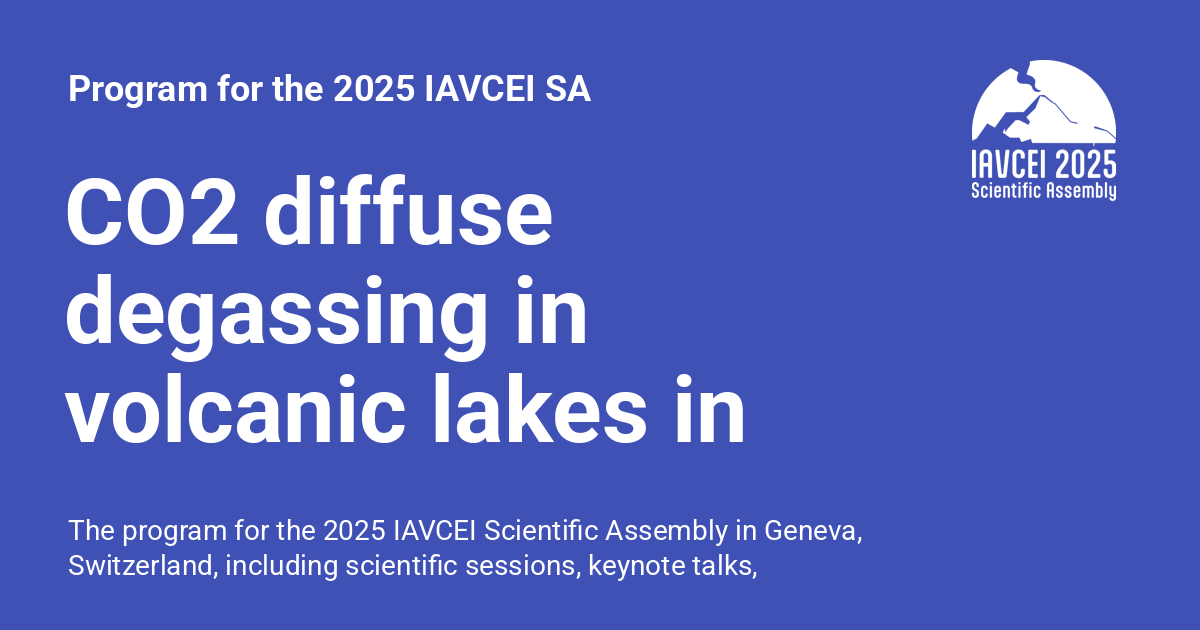 Program for the 2025 IAVCEI SA
IAVCEI 2025
Scientific Assembly
CO2 diffuse
degassing in
volcanic lakes in
The program for the 2025 IAVCEI Scientific Assembly in Geneva,
Switzerland, including scientific sessions, keynote talks,